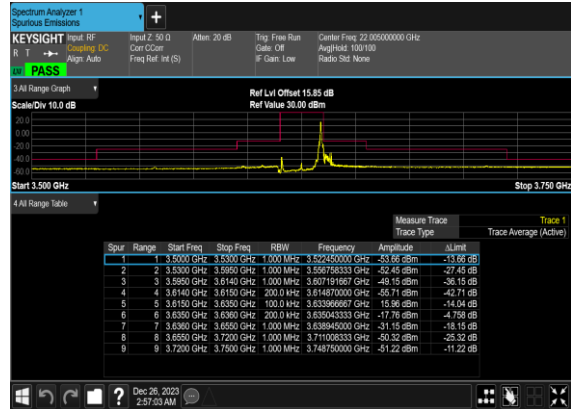 Spectrum Analyzer 1
Spurious Emissions
KEYSIGHT Input: RF Input Z: 50 Ω Atten: 20 dB Trig: Free Run Center Freq: 22.005000000 GHz
R T Coupling: DC Corr CCorr Gate: Off Avg|Hold: 100/100
Align: Auto Freq Ref: Int (S) IF Gain: Low Radio Std: None
PASS
3 All Range Graph Ref Lvl Offset 15.85 dB
Scale/Div 10.0 dB Ref Value 30.00 dBm
20.0
0.00
-20.0
-40.0
-60.0
Start 3.500 GHz Stop 3.750 GHz
4 All Range Table
Measure Trace Trace 1
Trace Type Trace Average (Active)
Spur Range Start Freq Stop Freq RBW Frequency Amplitude ΔLimit
1 1 3.5000 GHz 3.5300 GHz 1.000 MHz 3.522450000 GHz -53.66 dBm -13.66 dB
2 2 3.5300 GHz 3.5950 GHz 1.000 MHz 3.556758333 GHz -52.45 dBm -27.45 dB
3 3 3.5950 GHz 3.6140 GHz 1.000 MHz 3.607191667 GHz -49.15 dBm -36.15 dB
4 4 3.6140 GHz 3.6150 GHz 200.0 kHz 3.614870000 GHz -55.71 dBm -42.71 dB
5 5 3.6150 GHz 3.6350 GHz 100.0 kHz 3.633966667 GHz 15.96 dBm -14.04 dB
6 6 3.6350 GHz 3.6360 GHz 200.0 kHz 3.635043333 GHz -17.76 dBm -4.758 dB
7 7 3.6360 GHz 3.6550 GHz 1.000 MHz 3.638945000 GHz -31.15 dBm -18.15 dB
8 8 3.6550 GHz 3.7200 GHz 1.000 MHz 3.711008333 GHz -50.32 dBm -25.32 dB
9 9 3.7200 GHz 3.7500 GHz 1.000 MHz 3.748750000 GHz -51.22 dBm -11.22 dB
Dec 26, 2023
2:57:03 AM